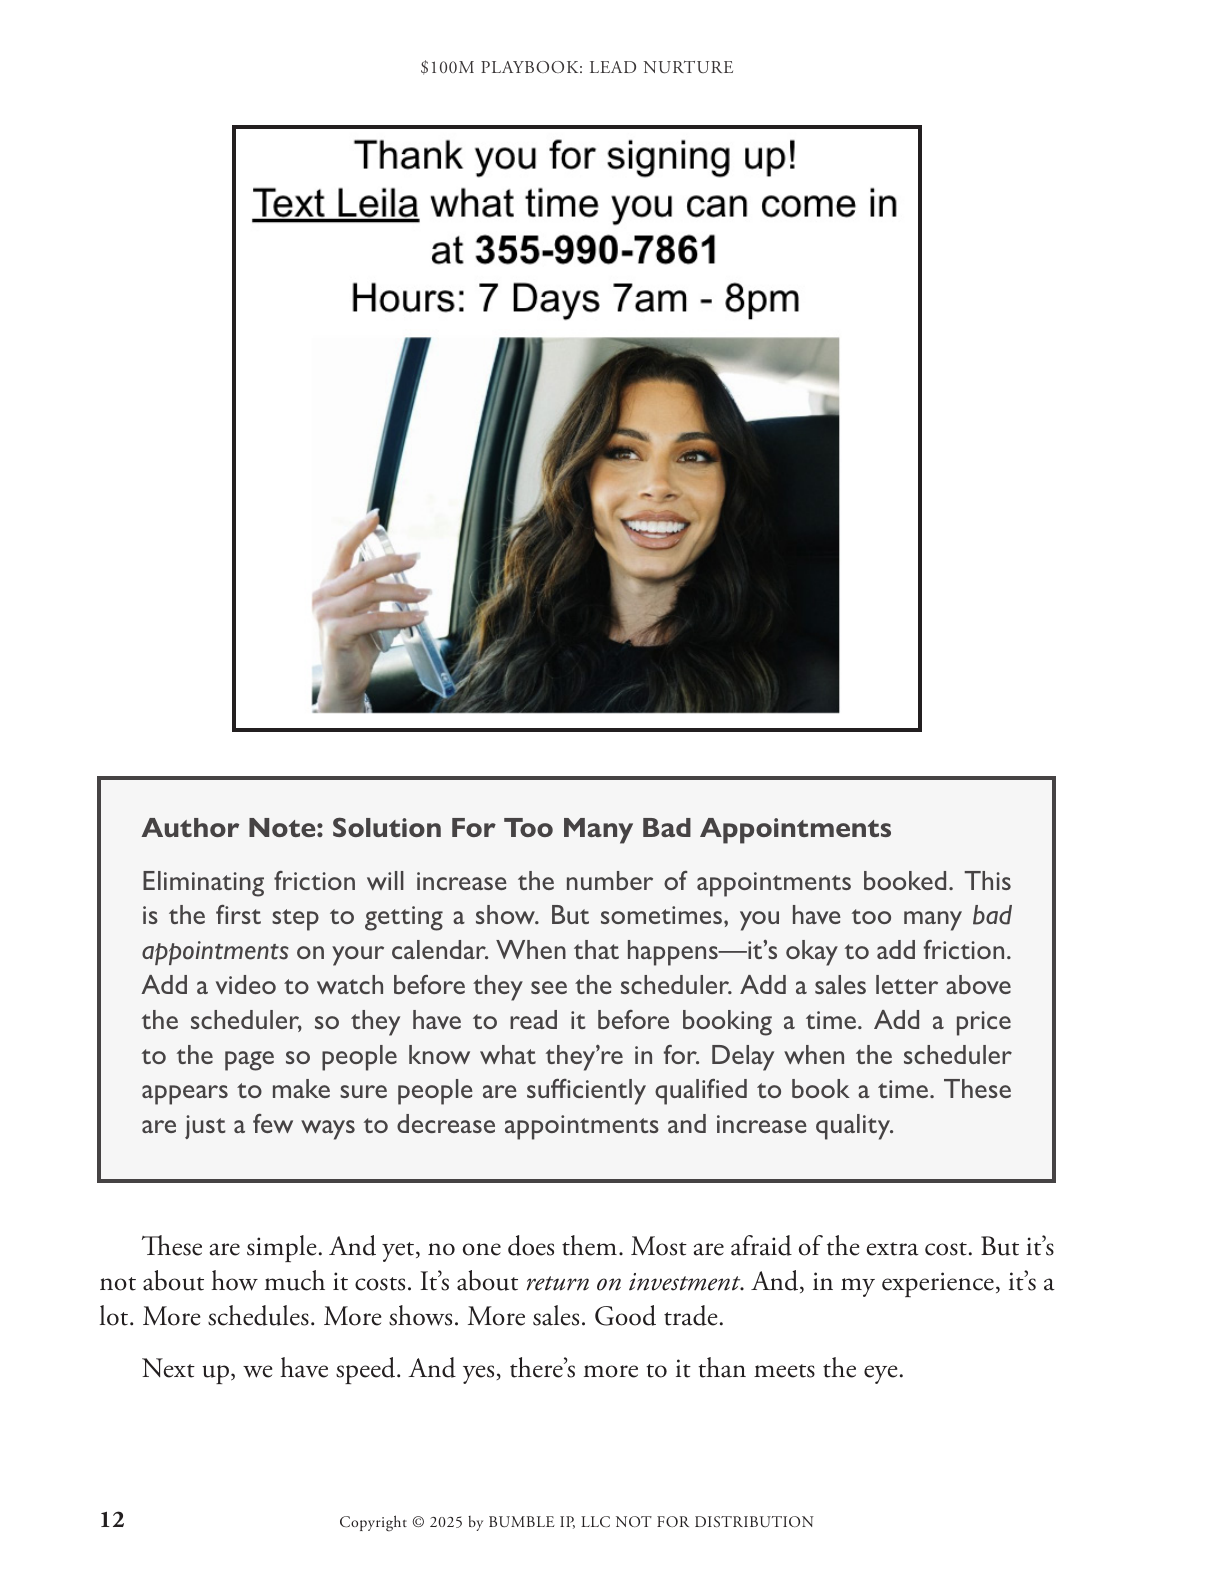 $100M PLAYBOOK: LEAD NURTURE
Thank you for signing up!
Text Leila what time you can come in
at 355-990-7861
Hours: 7 Days 7am - 8pm
Author Note: Solution For Too Many Bad Appointments
Eliminating friction will increase the number of appointments booked. This
is the first step to getting a show. But sometimes, you have too many bad
appointments on your calendar. When that happens—it’s okay to add friction.
Add a video to watch before they see the scheduler. Add a sales letter above
the scheduler, so they have to read it before booking a time. Add a price
to the page so people know what they’re in for. Delay when the scheduler
appears to make sure people are sufficiently qualified to book a time. These
are just a few ways to decrease appointments and increase quality.
These are simple. And yet, no one does them. Most are afraid of the extra cost. But it’s
not about how much it costs. It’s about return on investment. And, in my experience, it’s a
lot. More schedules. More shows. More sales. Good trade.
Next up, we have speed. And yes, there’s more to it than meets the eye.
12
Copyright © 2025 by BUMBLE IP, LLC NOT FOR DISTRIBUTION